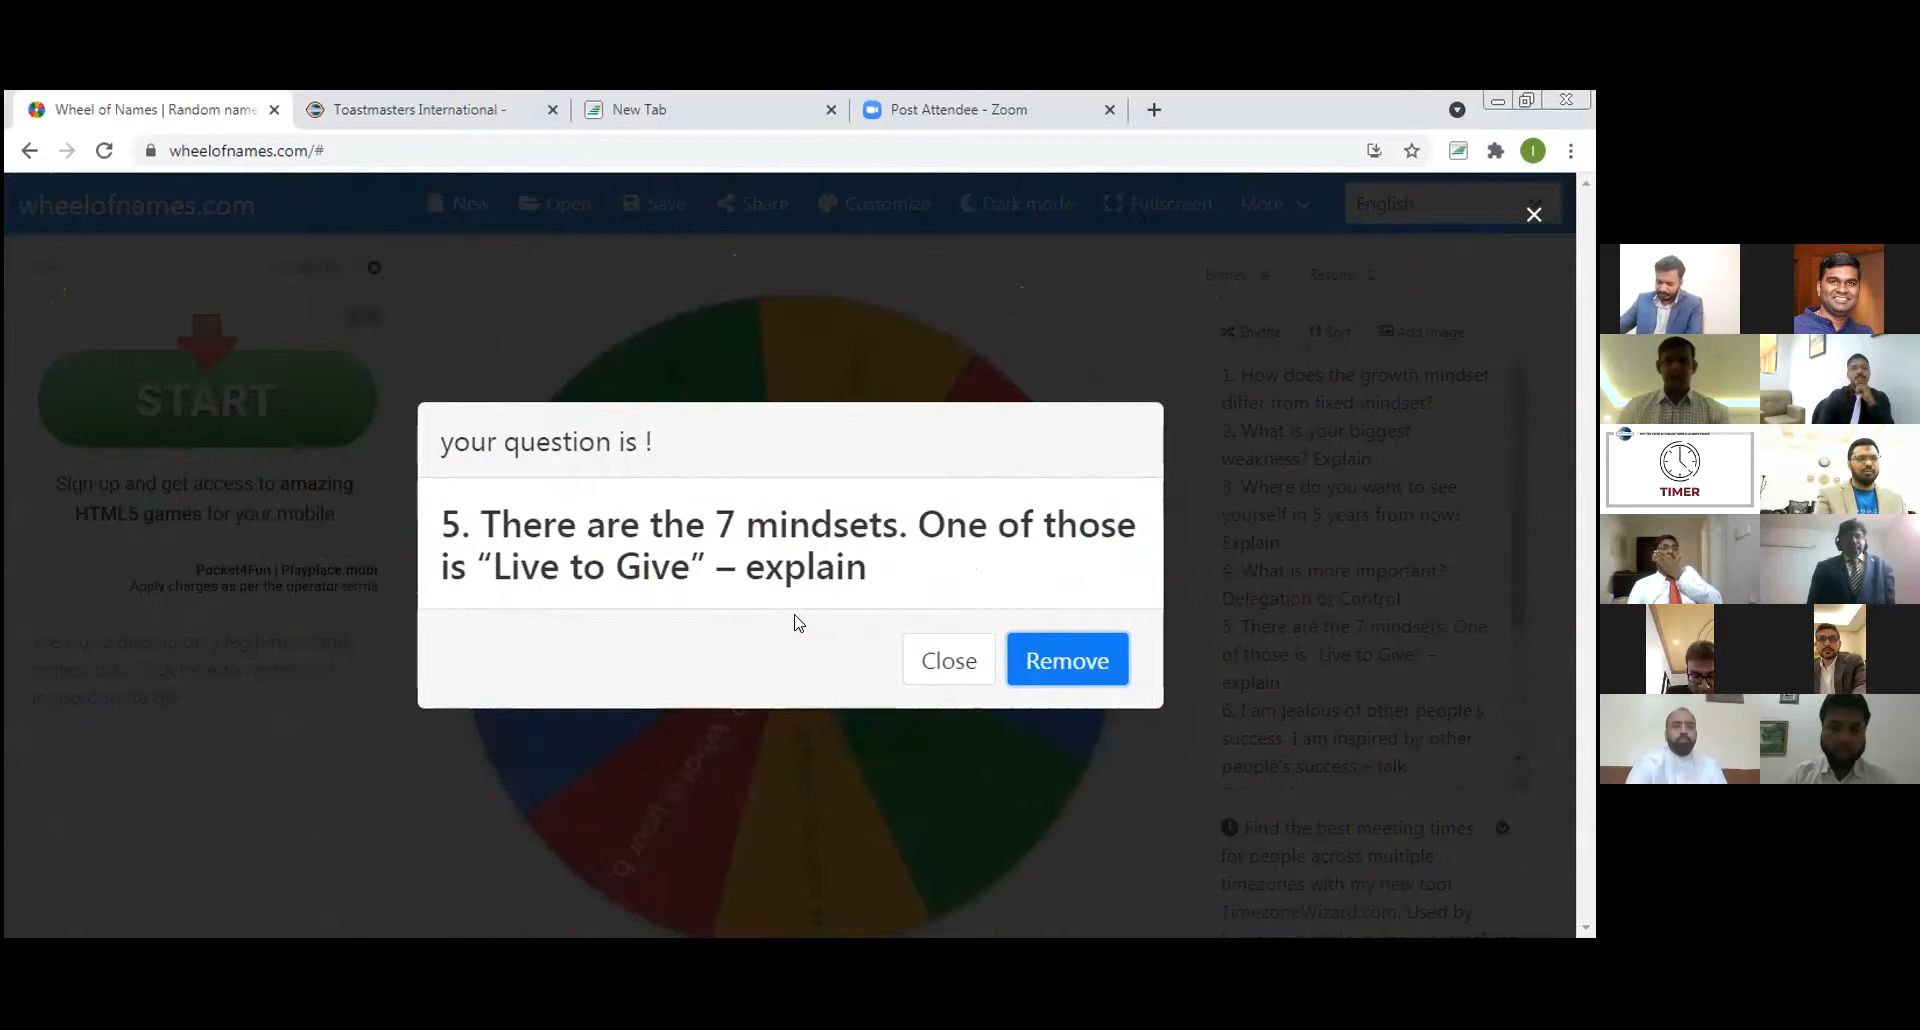 Wheel of Names | Random name
Toastmasters International -
New Tab
Post Attendee - Zoom
wheelofnames.com/#
I
wheelofnames.com
New
Open
Save
Share
Customize
Dark mode
Fullscreen
More
English
START
Sign up and get access to amazing
HTML5 games for your mobile
Pocket4Fun | Playplace.mobi
Apply charges as per the operator terms
your question is !
5. There are the 7 mindsets. One of those
is “Live to Give” – explain
Close
Remove
Entries
Results
Shuffle
Sort
Add image
1. How does the growth mindset
differ from fixed mindset?
2. What is your biggest
weakness? Explain
3. Where do you want to see
yourself in 5 years from now?
Explain
4. What is more important?
Delegation or Control
5. There are the 7 mindsets. One
of those is “Live to Give” –
explain
6. I am jealous of other people's
success. I am inspired by other
people's success – talk
Find the best meeting times
for people across multiple
timezones with my new tool
TimezoneWizard.com. Used by
TIMER